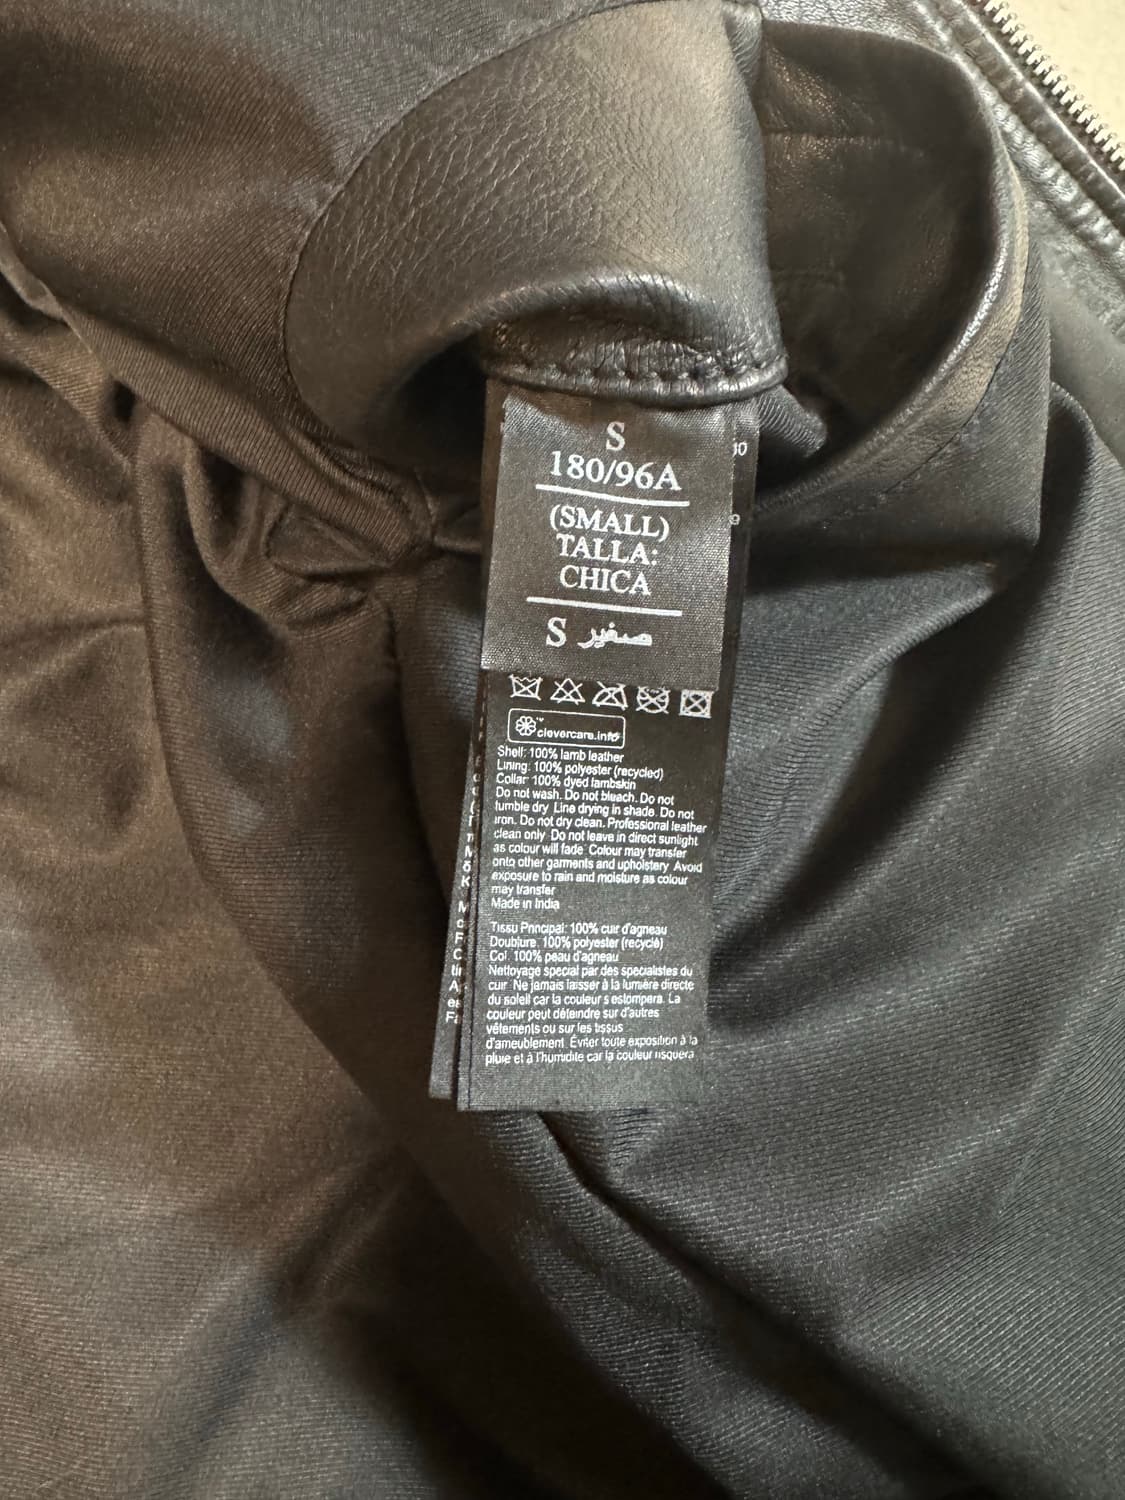 S
180/96A
(SMALL)
TALLA:
CHICA
S صغير
™
clevercare.info
Shell: 100% lamb leather
Lining: 100% polyester (recycled)
Collar: 100% dyed lambskin
Do not wash. Do not bleach. Do not
tumble dry. Line drying in shade. Do not
iron. Do not dry clean. Professional leather
clean only. Do not leave in direct sunlight
as colour will fade. Colour may transfer
onto other garments and upholstery. Avoid
exposure to rain and moisture as colour
may transfer
Made in India
Tissu Principal: 100% cuir d'agneau
Doublure: 100% polyester (recyclé)
Col: 100% peau d'agneau
Nettoyage spécial par des spécialistes du
cuir. Ne jamais laisser à la lumière directe
du soleil car la couleur s'estompera. La
couleur peut déteindre sur d'autres
vêtements ou sur les tissus
d'ameublement. Éviter toute exposition à la
pluie et à l'humidité car la couleur risquera